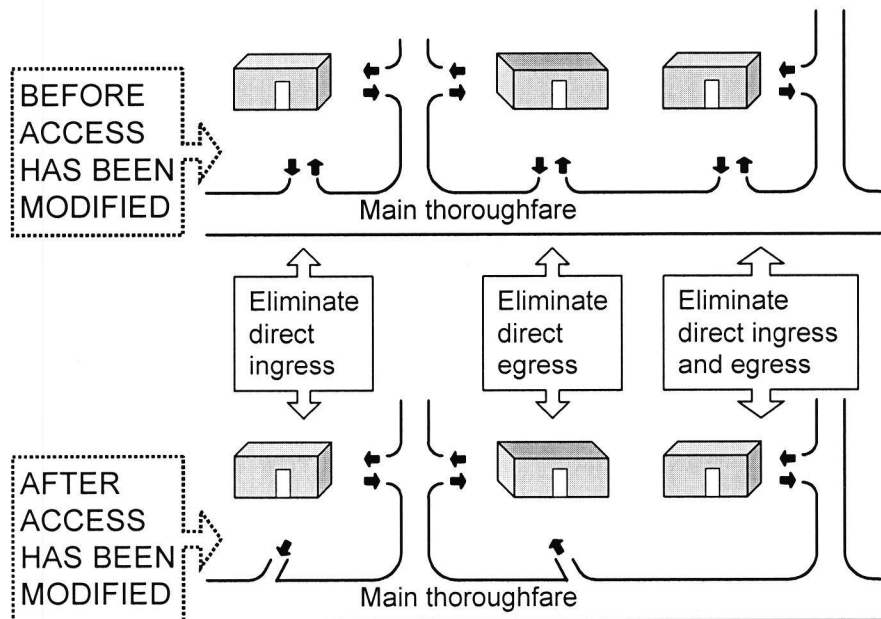 BEFORE
ACCESS
HAS BEEN
MODIFIED
Main thoroughfare
Eliminate
direct
ingress
Eliminate
direct
egress
Eliminate
direct ingress
and egress
AFTER
ACCESS
HAS BEEN
MODIFIED
Main thoroughfare